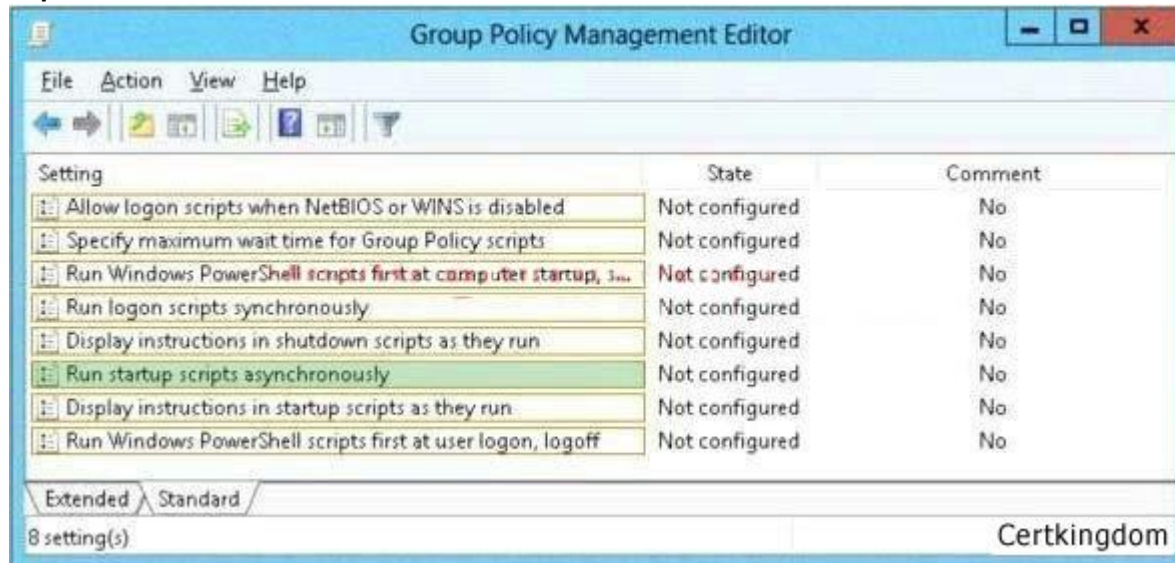 Group Policy Management Editor
File Action View Help
Setting State Comment
Allow logon scripts when NetBIOS or WINS is disabled Not configured No
Specify maximum wait time for Group Policy scripts Not configured No
Run Windows PowerShell scripts first at computer startup, s... Not configured No
Run logon scripts synchronously Not configured No
Display instructions in shutdown scripts as they run Not configured No
Run startup scripts asynchronously Not configured No
Display instructions in startup scripts as they run Not configured No
Run Windows PowerShell scripts first at user logon, logoff Not configured No
Extended Standard
8 setting(s) Certkingdom